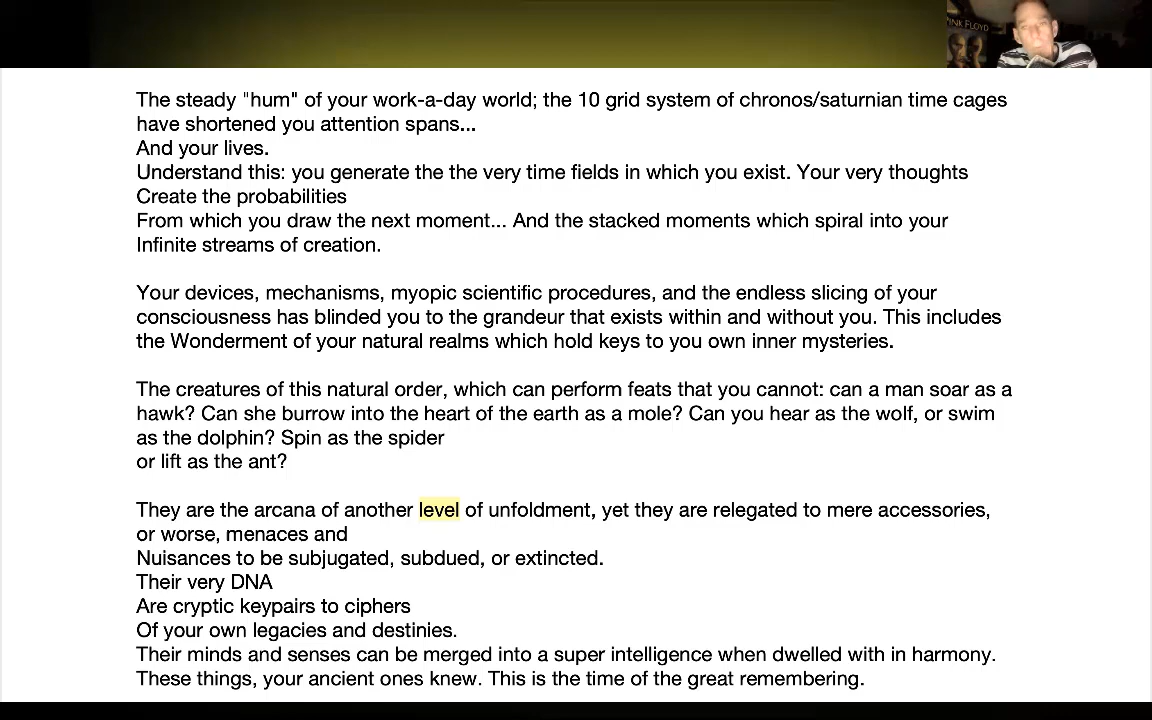 PINK FLOYD
The steady "hum" of your work-a-day world; the 10 grid system of chronos/saturnian time cages
have shortened you attention spans...
And your lives.
Understand this: you generate the the very time fields in which you exist. Your very thoughts
Create the probabilities
From which you draw the next moment... And the stacked moments which spiral into your
Infinite streams of creation.
Your devices, mechanisms, myopic scientific procedures, and the endless slicing of your
consciousness has blinded you to the grandeur that exists within and without you. This includes
the Wonderment of your natural realms which hold keys to you own inner mysteries.
The creatures of this natural order, which can perform feats that you cannot: can a man soar as a
hawk? Can she burrow into the heart of the earth as a mole? Can you hear as the wolf, or swim
as the dolphin? Spin as the spider
or lift as the ant?
They are the arcana of another level of unfoldment, yet they are relegated to mere accessories,
or worse, menaces and
Nuisances to be subjugated, subdued, or extincted.
Their very DNA
Are cryptic keypairs to ciphers
Of your own legacies and destinies.
Their minds and senses can be merged into a super intelligence when dwelled with in harmony.
These things, your ancient ones knew. This is the time of the great remembering.